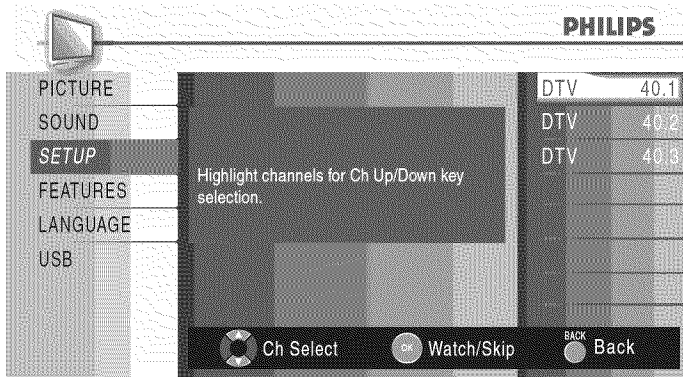 PHILIPS
PICTURE
SOUND
SETUP
FEATURES
LANGUAGE
USB
Highlight channels for Ch Up/Down key
selection.
DTV 40.1
DTV 40.2
DTV 40.3
Ch Select
OK Watch/Skip
BACK Back